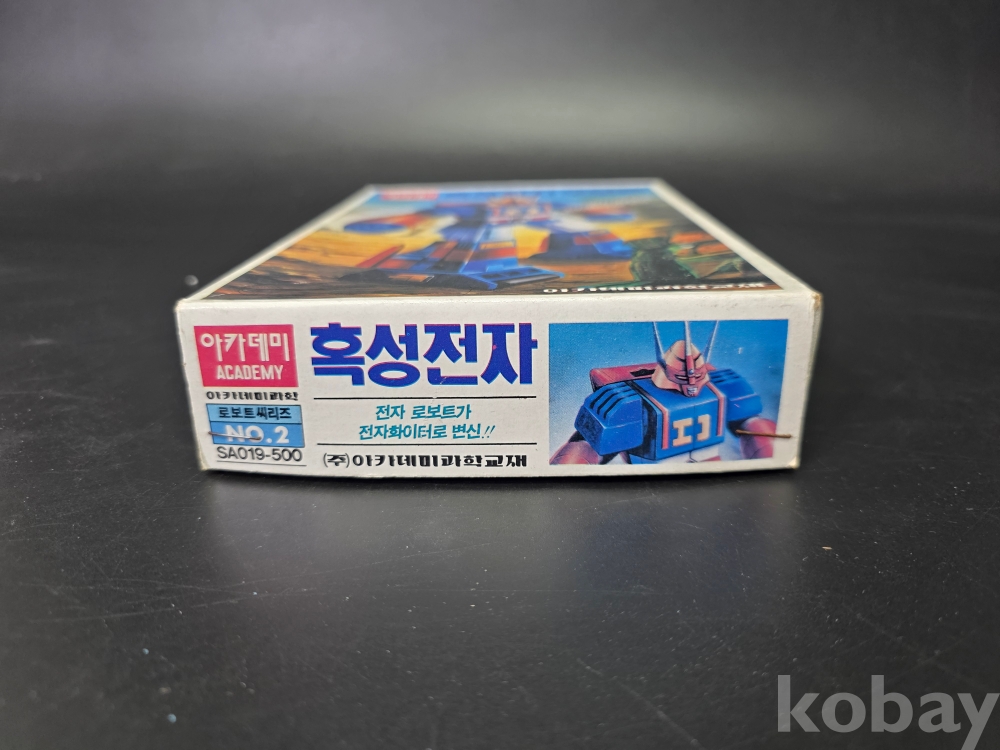 아카데미
ACADEMY
아카데미과학
로보트씨리즈
NO.2
SA019-500
흑성전자
전자 로보트가
전자화이터로 변신!!
(주)아카데미과학교재
kobay